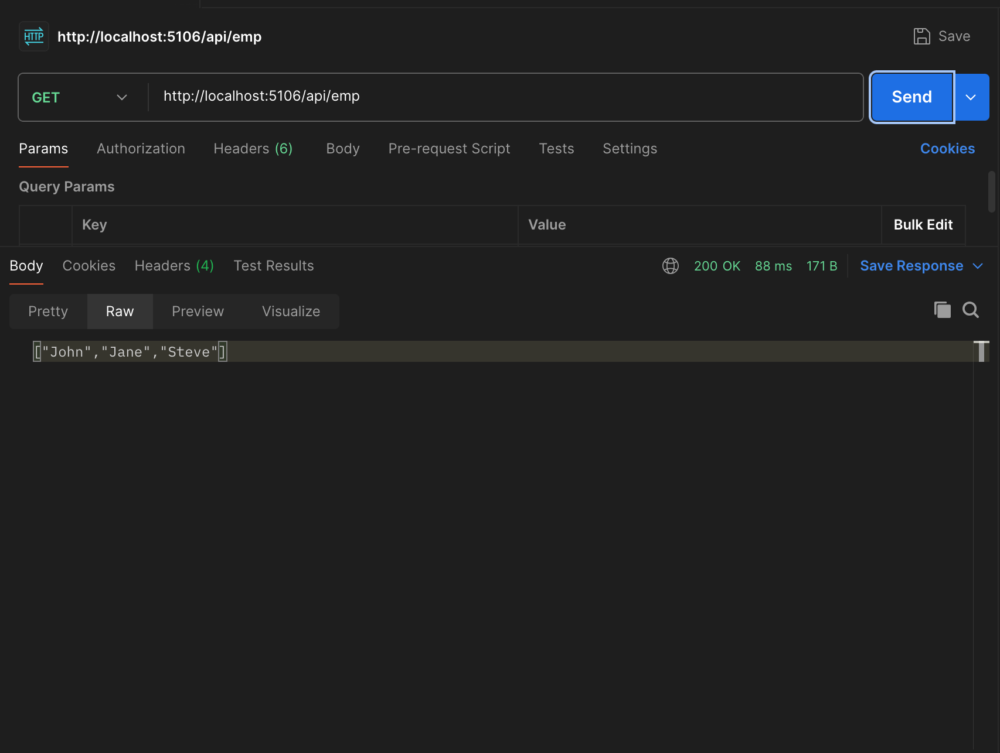 HTTP http://localhost:5106/api/emp Save
GET http://localhost:5106/api/emp Send
Params Authorization Headers (6) Body Pre-request Script Tests Settings Cookies
Query Params
Key Value Bulk Edit
Body Cookies Headers (4) Test Results 200 OK 88 ms 171 B Save Response
Pretty Raw Preview Visualize
["John","Jane","Steve"]